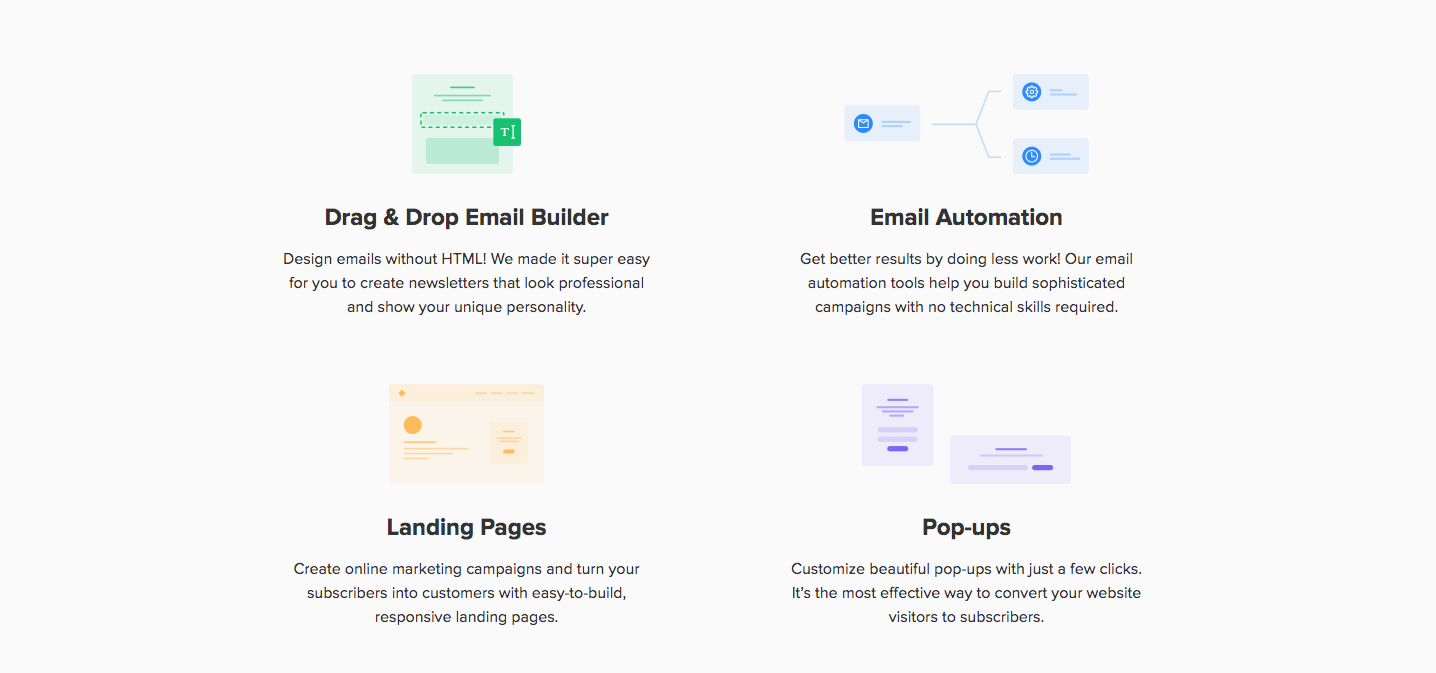 T
Drag & Drop Email Builder
Design emails without HTML! We made it super easy
for you to create newsletters that look professional
and show your unique personality.
Email Automation
Get better results by doing less work! Our email
automation tools help you build sophisticated
campaigns with no technical skills required.
Landing Pages
Create online marketing campaigns and turn your
subscribers into customers with easy-to-build,
responsive landing pages.
Pop-ups
Customize beautiful pop-ups with just a few clicks.
It’s the most effective way to convert your website
visitors to subscribers.